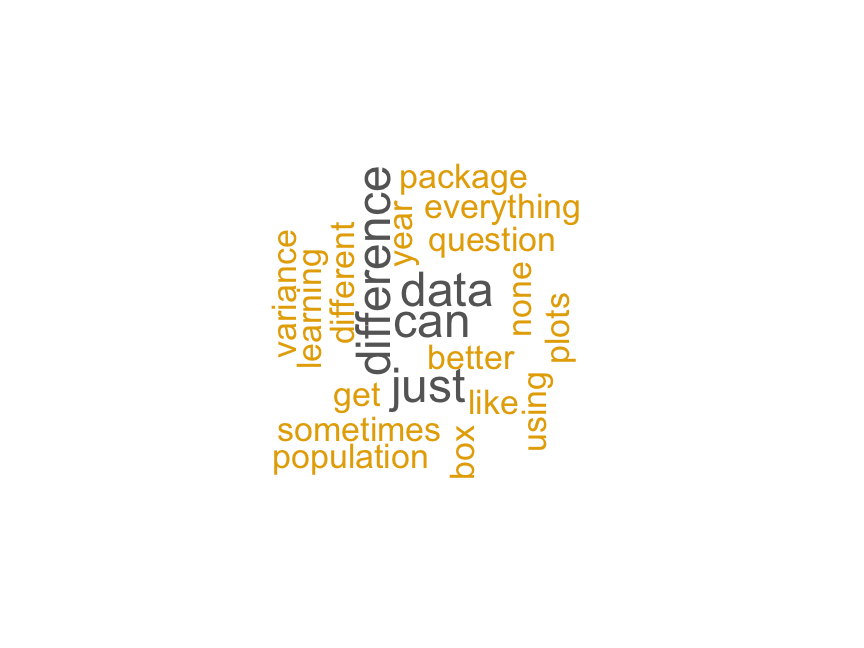 package
everything
question
year
difference
different
variance
learning
data
can
none
plots
better
just
get
like
using
sometimes
population
box